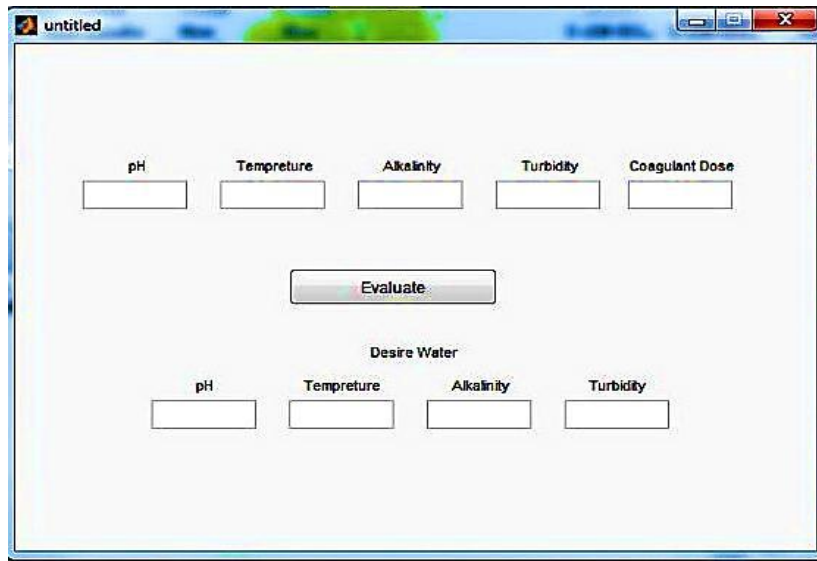 untitled
pH Tempreture Alkalinity Turbidity Coagulant Dose
Evaluate
Desire Water
pH Tempreture Alkalinity Turbidity